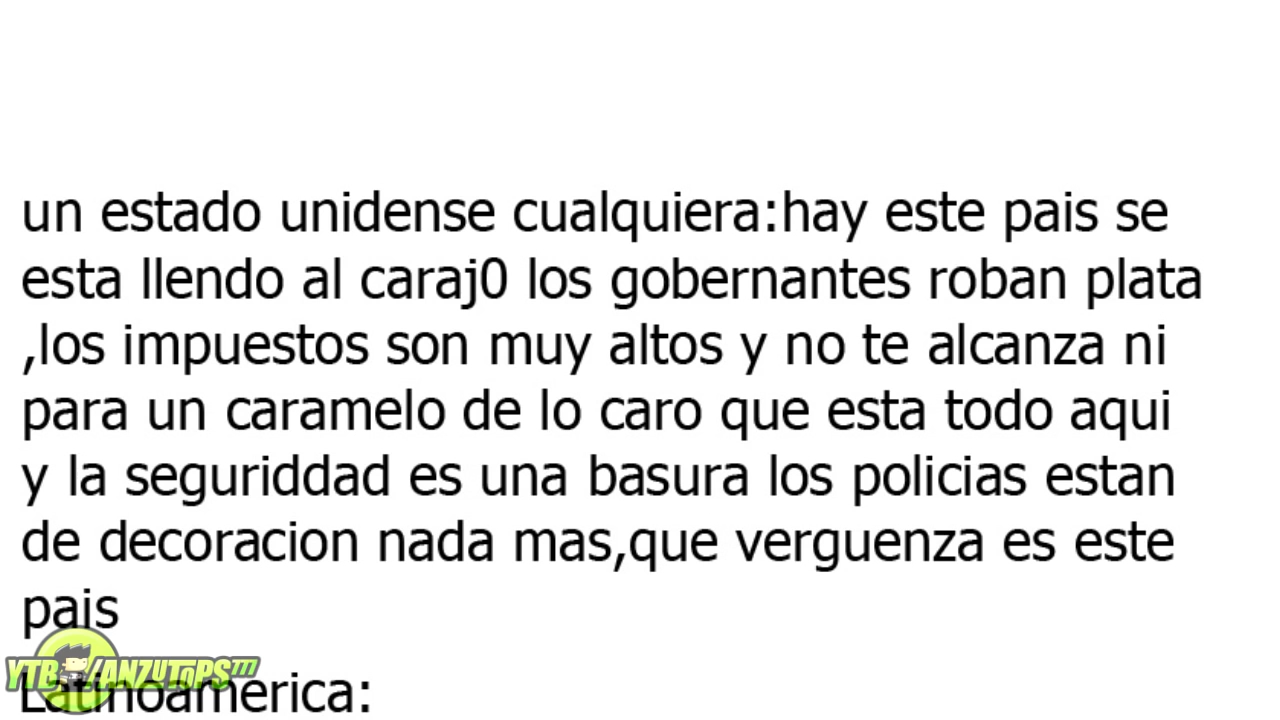 un estado unidense cualquiera:hay este pais se
esta llendo al caraj0 los gobernantes roban plata
,los impuestos son muy altos y no te alcanza ni
para un caramelo de lo caro que esta todo aqui
y la seguriddad es una basura los policias estan
de decoracion nada mas,que verguenza es este
pais
YTB/ANZUTOPS777
Latinoamerica: